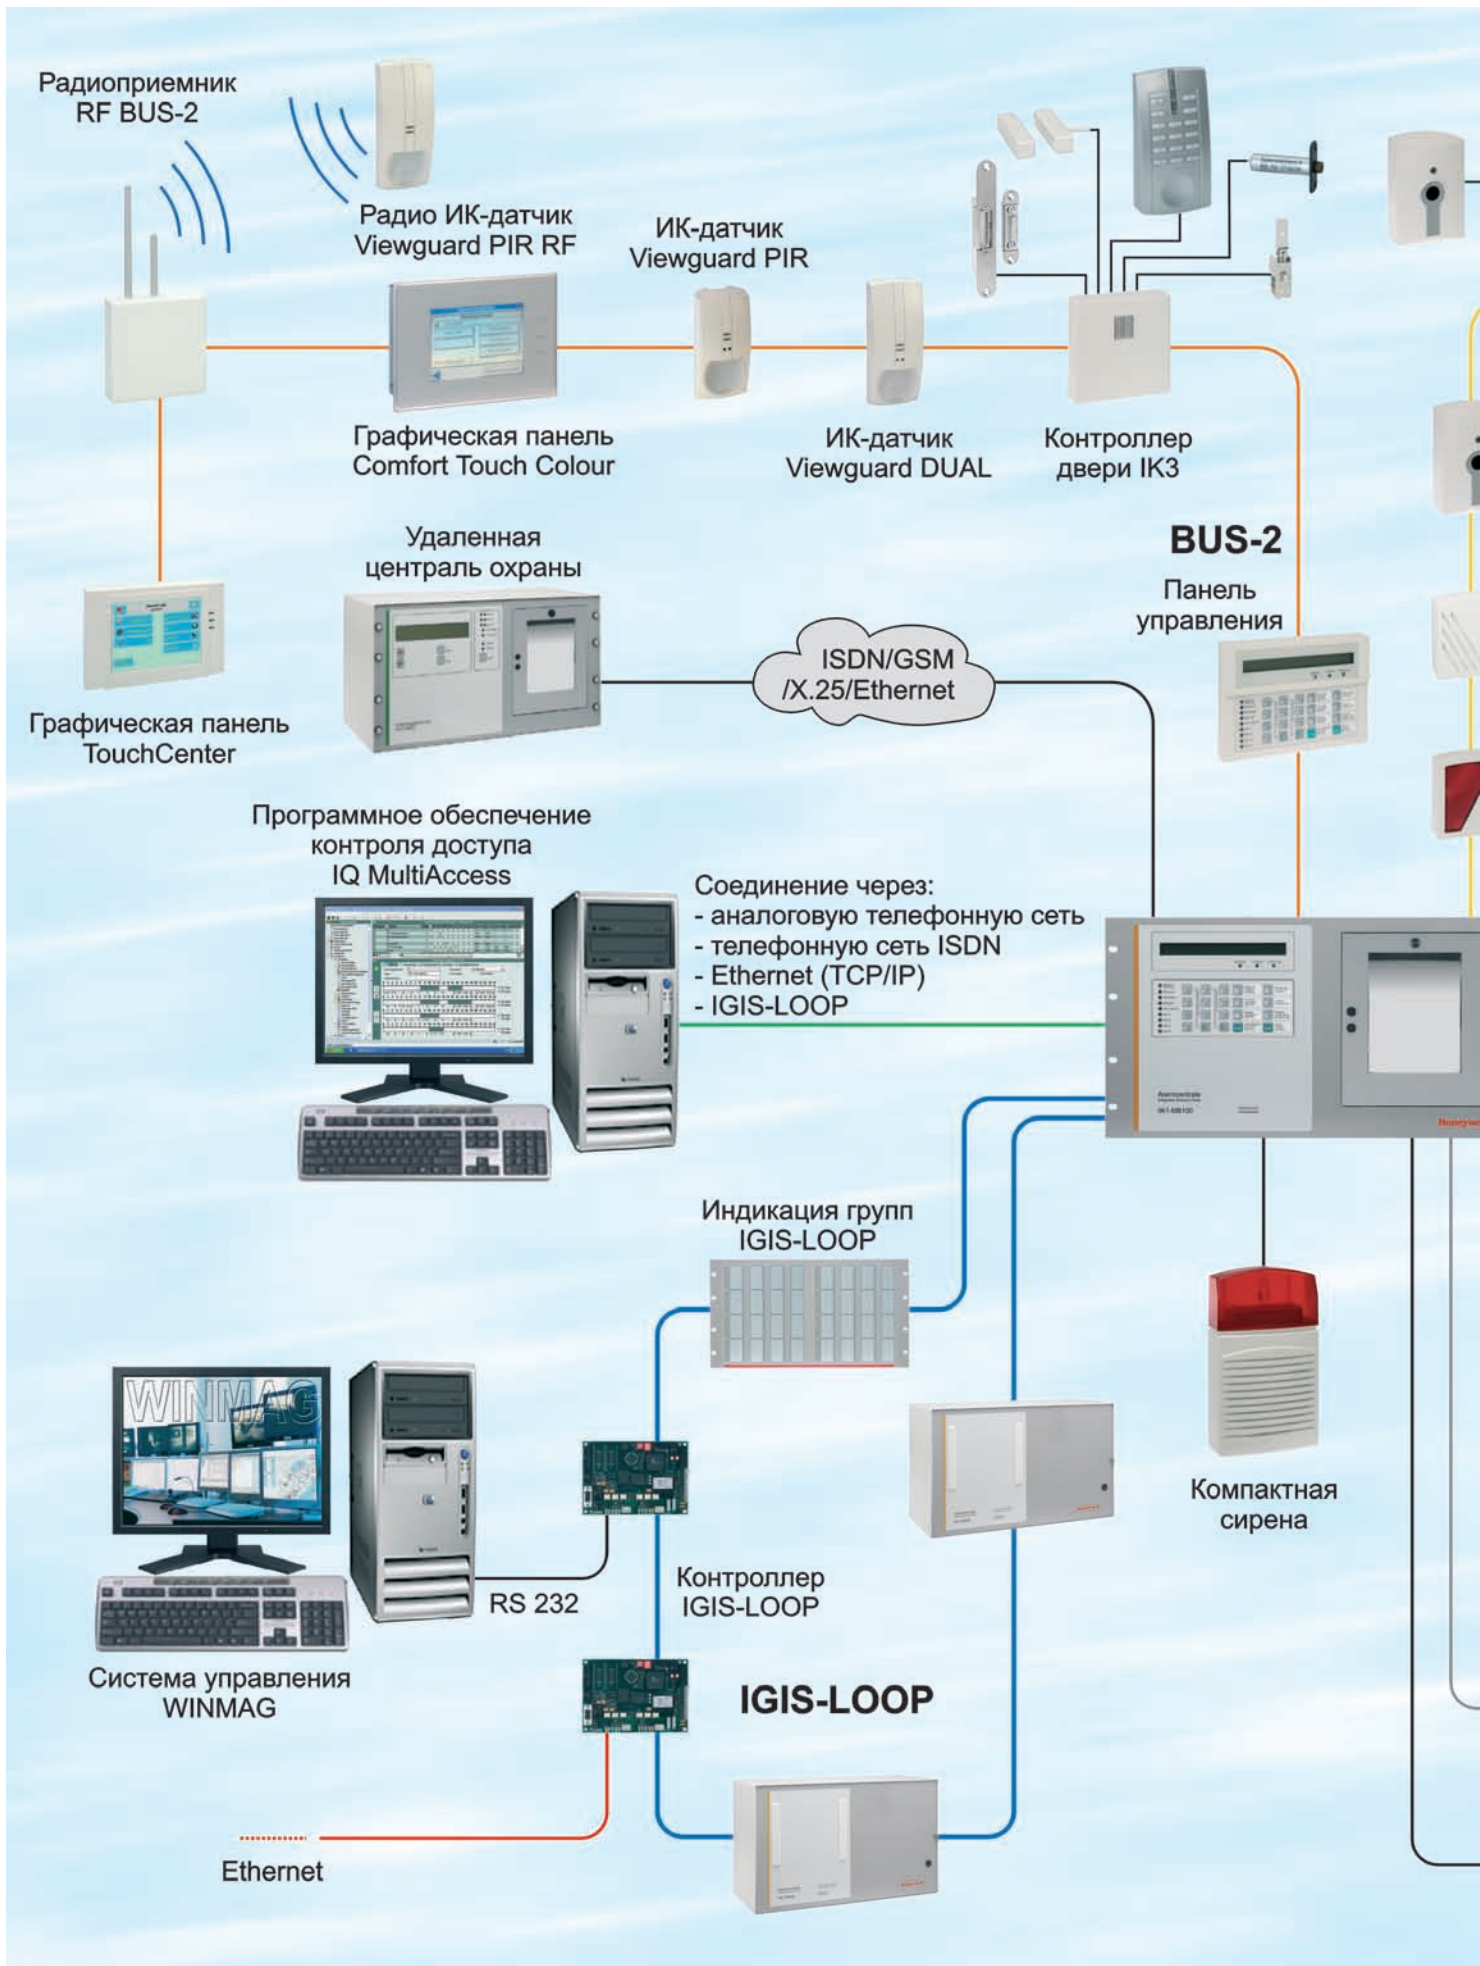 Радиоприемник
RF BUS-2
Радио ИК-датчик
Viewguard PIR RF
ИК-датчик
Viewguard PIR
Графическая панель
Comfort Touch Colour
ИК-датчик
Viewguard DUAL
Контроллер
двери IK3
BUS-2
Удаленная
централь охраны
Панель
управления
ISDN/GSM
/X.25/Ethernet
Графическая панель
TouchCenter
Программное обеспечение
контроля доступа
IQ MultiAccess
Соединение через:
- аналоговую телефонную сеть
- телефонную сеть ISDN
- Ethernet (TCP/IP)
- IGIS-LOOP
Индикация групп
IGIS-LOOP
WINMAG
Компактная
сирена
RS 232
Контроллер
IGIS-LOOP
Система управления
WINMAG
IGIS-LOOP
Ethernet